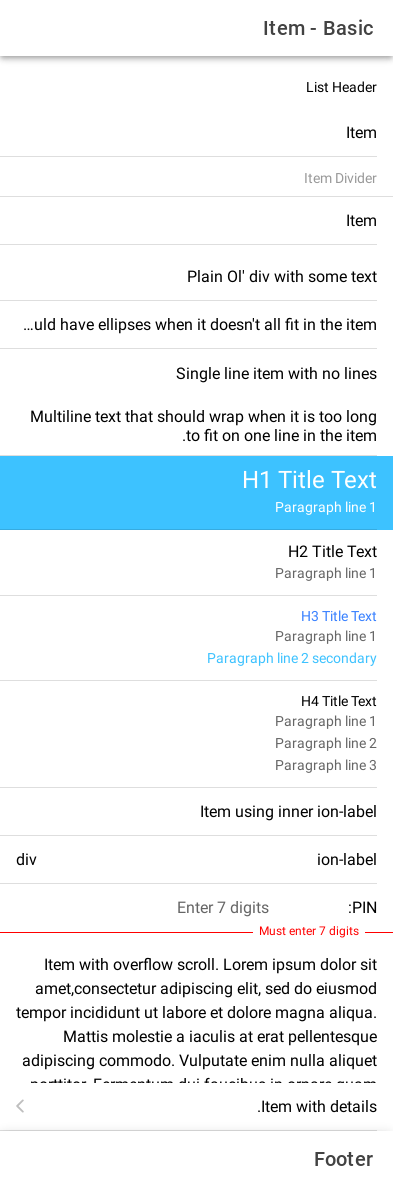 Item - Basic
List Header
Item
Item Divider
Item
Plain Ol' div with some text
…uld have ellipses when it doesn't all fit in the item
Single line item with no lines
Multiline text that should wrap when it is too long
.to fit on one line in the item
H1 Title Text
Paragraph line 1
H2 Title Text
Paragraph line 1
H3 Title Text
Paragraph line 1
Paragraph line 2 secondary
H4 Title Text
Paragraph line 1
Paragraph line 2
Paragraph line 3
Item using inner ion-label
div ion-label
Enter 7 digits :PIN
Must enter 7 digits
Item with overflow scroll. Lorem ipsum dolor sit
amet,consectetur adipiscing elit, sed do eiusmod
tempor incididunt ut labore et dolore magna aliqua.
Mattis molestie a iaculis at erat pellentesque
adipiscing commodo. Vulputate enim nulla aliquet
porttitor. Fermentum dui faucibus in ornare quam
.Item with details
Footer